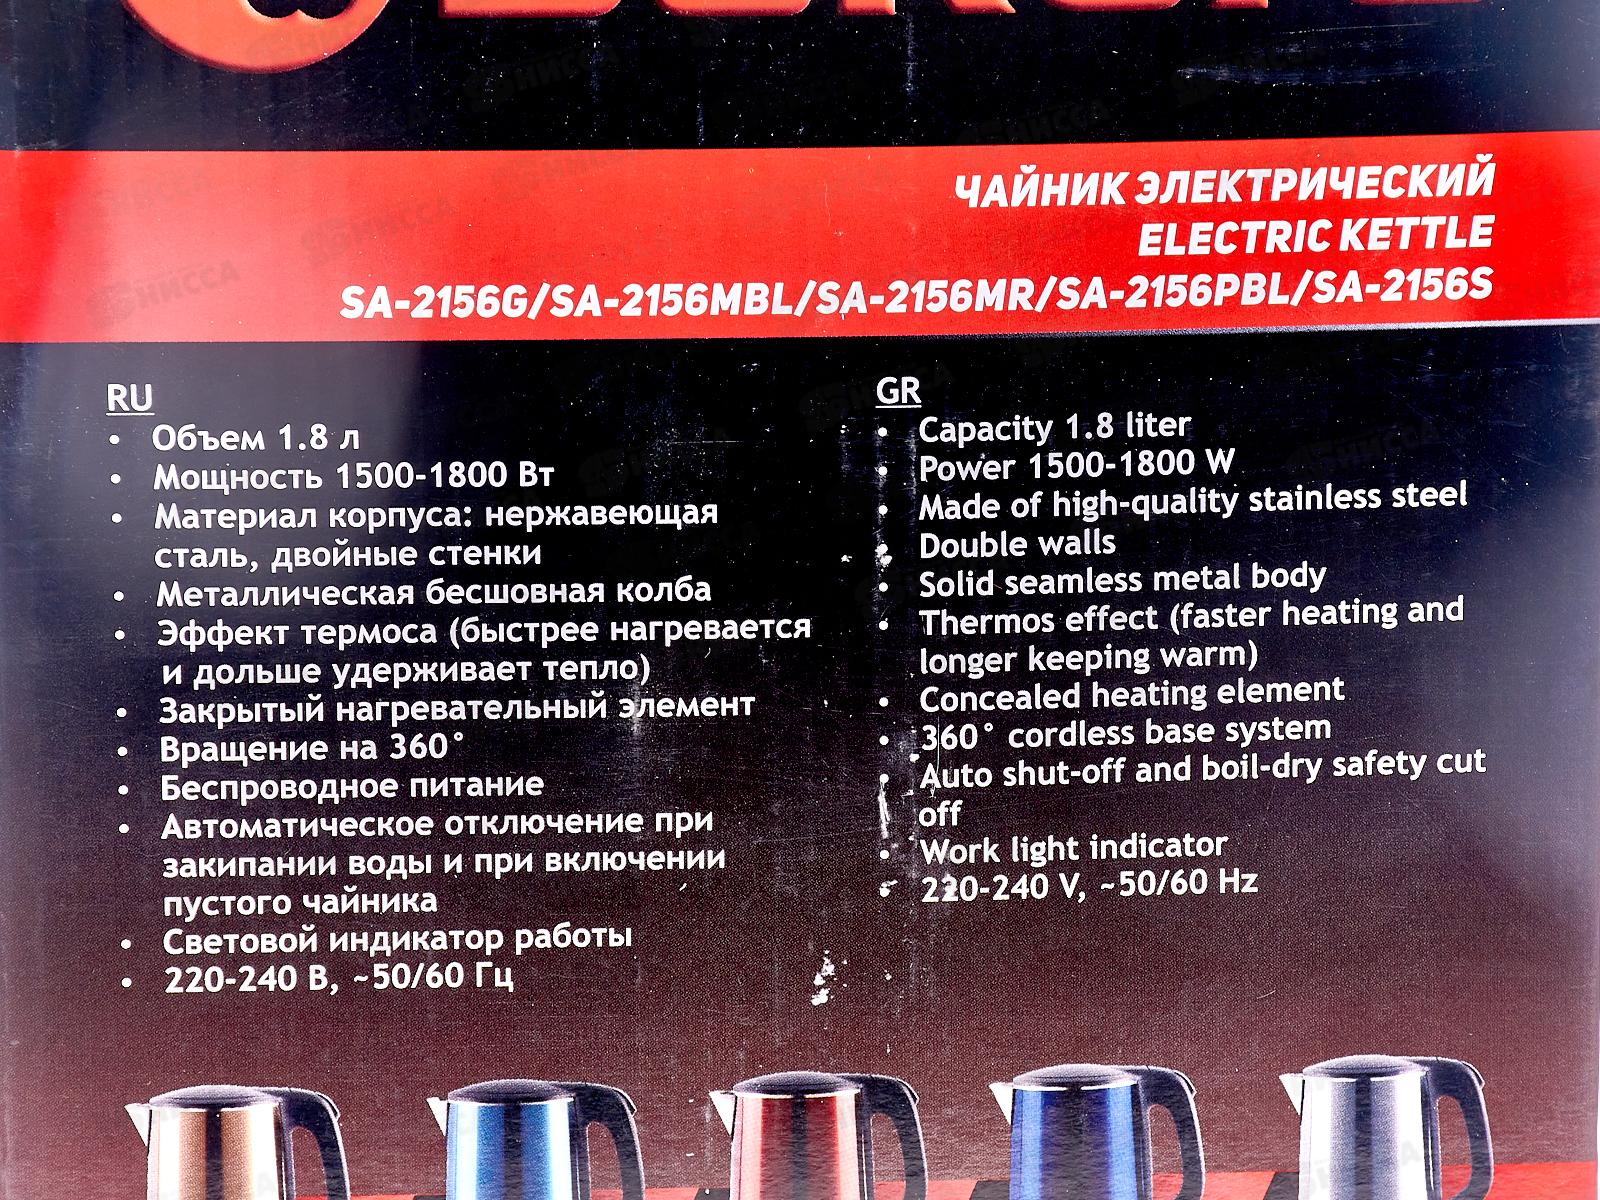 ЧАЙНИК ЭЛЕКТРИЧЕСКИЙ
ELECTRIC KETTLE
SA-2156G/SA-2156MBL/SA-2156MR/SA-2156PBL/SA-2156S
RU
• Объем 1.8 л
• Мощность 1500-1800 Вт
• Материал корпуса: нержавеющая
сталь, двойные стенки
• Металлическая бесшовная колба
• Эффект термоса (быстрее нагревается
и дольше удерживает тепло)
• Закрытый нагревательный элемент
• Вращение на 360°
• Беспроводное питание
• Автоматическое отключение при
закипании воды и при включении
пустого чайника
• Световой индикатор работы
• 220-240 В, ~50/60 Гц
GR
• Capacity 1.8 liter
• Power 1500-1800 W
• Made of high-quality stainless steel
• Double walls
• Solid seamless metal body
• Thermos effect (faster heating and
longer keeping warm)
• Concealed heating element
• 360° cordless base system
• Auto shut-off and boil-dry safety cut
off
• Work light indicator
• 220-240 V, ~50/60 Hz